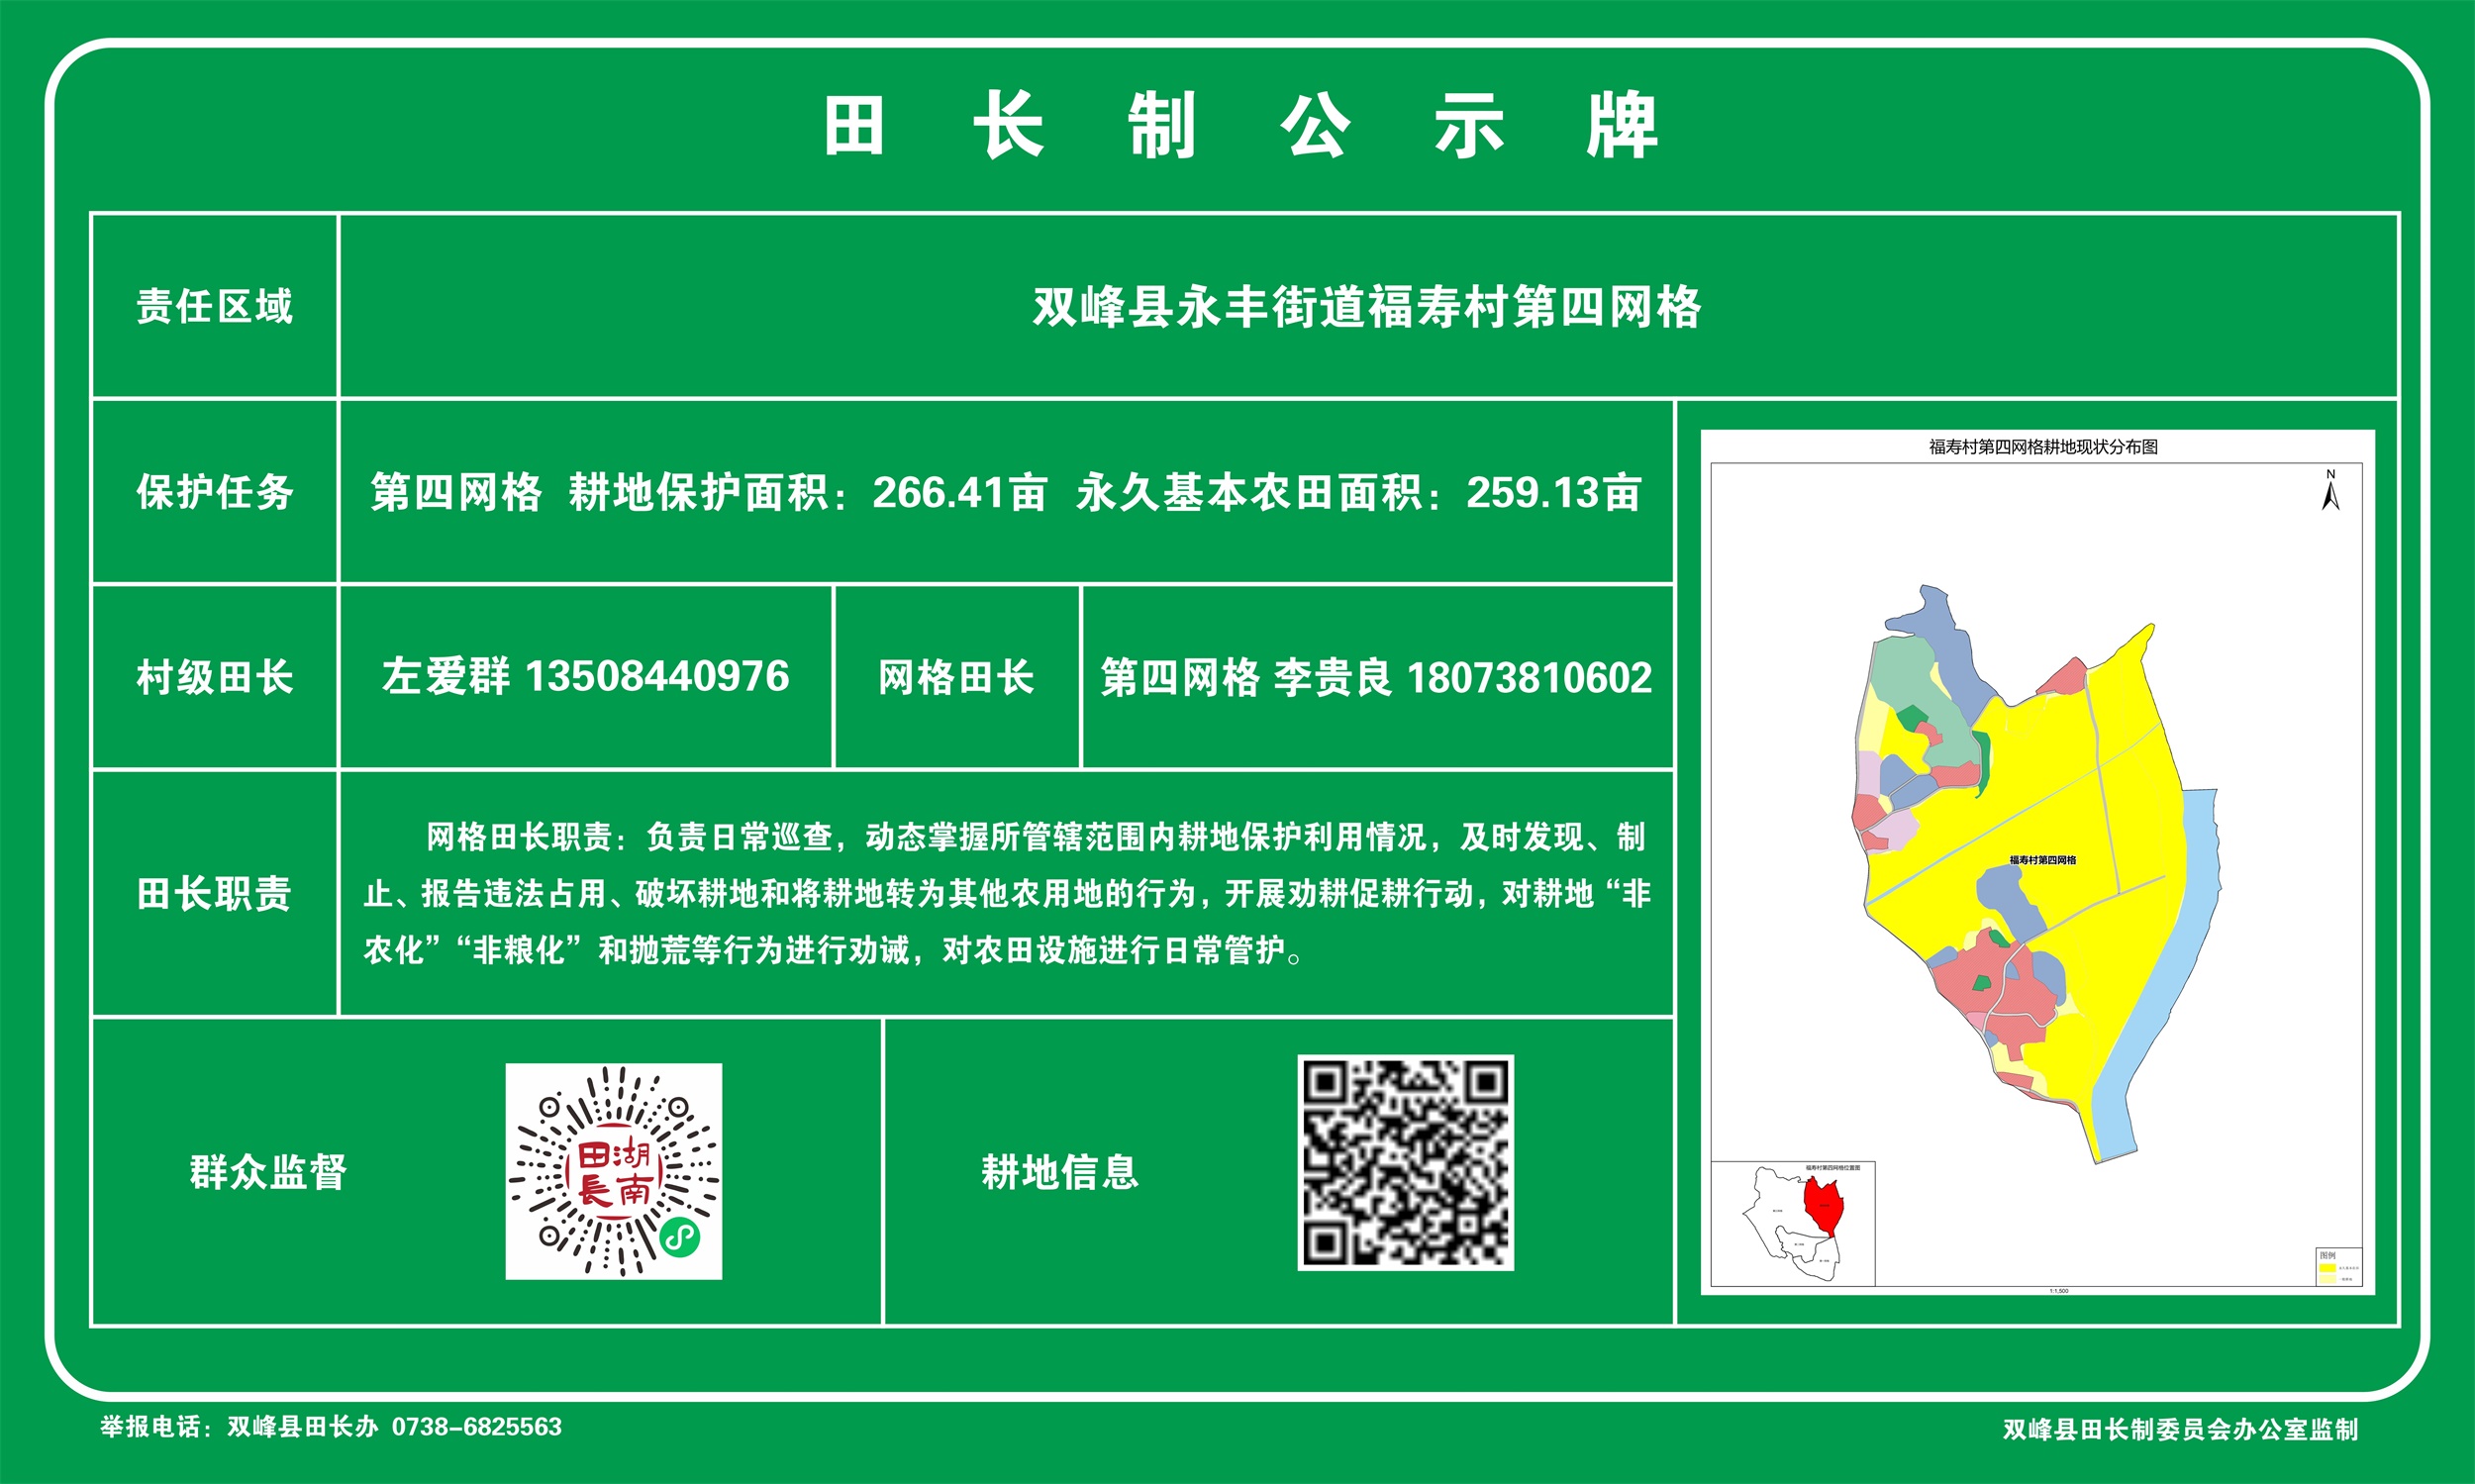 田长制公示牌
责任区域
双峰县永丰街道福寿村第四网格
保护任务
第四网格 耕地保护面积：266.41亩 永久基本农田面积：259.13亩
村级田长
左爱群 13508440976
网格田长
第四网格 李贵良 18073810602
田长职责
网格田长职责：负责日常巡查，动态掌握所管辖范围内耕地保护利用情况，及时发现、制
止、报告违法占用、破坏耕地和将耕地转为其他农用地的行为，开展劝耕促耕行动，对耕地“非
农化”“非粮化”和抛荒等行为进行劝诫，对农田设施进行日常管护。
群众监督
田湖
長南
耕地信息
福寿村第四网格耕地现状分布图
N
福寿村第四网格
福寿村第四网格位置图
图例
1:1,500
举报电话：双峰县田长办 0738-6825563
双峰县田长制委员会办公室监制